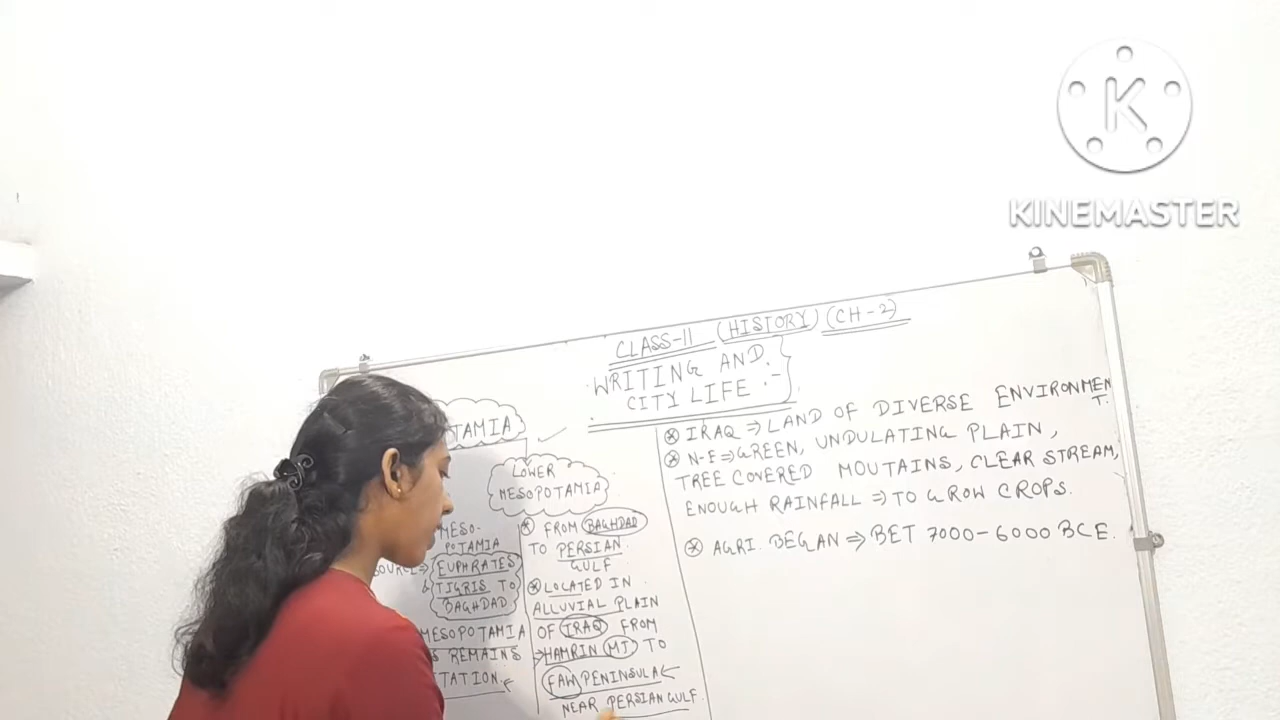 K
KINEMASTER
CLASS-11 (HISTORY) (CH-2)
WRITING AND
CITY LIFE :-
TAMIA
LOWER
MESOPOTAMIA
MESO-
POTAMIA
SOURCE⇒ EUPHRATES
& TIGRIS TO
BAGHDAD
MESOPOTAMIA
S REMAINS
TATION.
⊛ FROM BAGHDAD
TO PERSIAN
GULF
⊛ LOCATED IN
ALLUVIAL PLAIN
OF IRAQ FROM
⇒HAMRIN MT TO
FAW PENINSULA
NEAR PERSIAN GULF.
⊛ IRAQ ⇒ LAND OF DIVERSE ENVIRONMEN
T.
⊛ N-E ⇒ GREEN, UNDULATING PLAIN,
TREE COVERED MOUTAINS, CLEAR STREAM,
ENOUGH RAINFALL ⇒ TO GROW CROPS.
⊛ AGRI. BEGAN ⇒ BET 7000-6000 BCE.